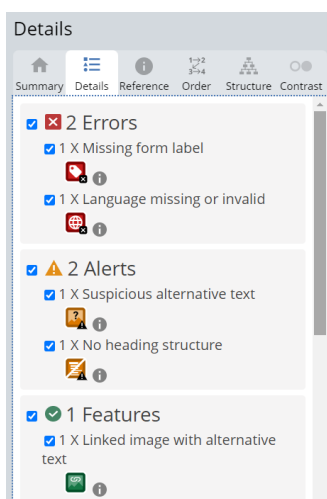 Details
Summary Details Reference Order Structure Contrast
2 Errors
1 X Missing form label
1 X Language missing or invalid
2 Alerts
1 X Suspicious alternative text
1 X No heading structure
1 Features
1 X Linked image with alternative
text